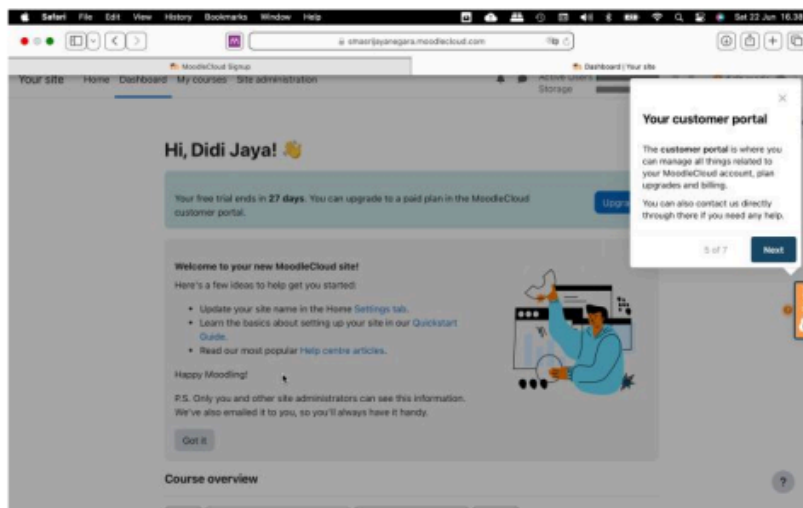 Safari File Edit View History Bookmarks Window Help
Sat 22 Jun 16.38
smasrijayanegara.moodlecloud.com
MoodleCloud Signup
Dashboard | Your site
Your site Home Dashboard My courses Site administration
Active Users
Storage
Hi, Didi Jaya!
Your free trial ends in 27 days. You can upgrade to a paid plan in the MoodleCloud
customer portal.
Welcome to your new MoodleCloud site!
Here's a few ideas to help get you started:
Update your site name in the Home Settings tab.
Learn the basics about setting up your site in our Quickstart
Guide.
Read our most popular Help centre articles.
Happy Moodling!
P.S. Only you and other site administrators can see this information.
We've also emailed it to you, so you'll always have it handy.
Got it
Course overview
Your customer portal
The customer portal is where you
can manage all things related to
your MoodleCloud account, plan
upgrades and billing.
You can also contact us directly
through there if you need any help.
5 of 7
Next
?